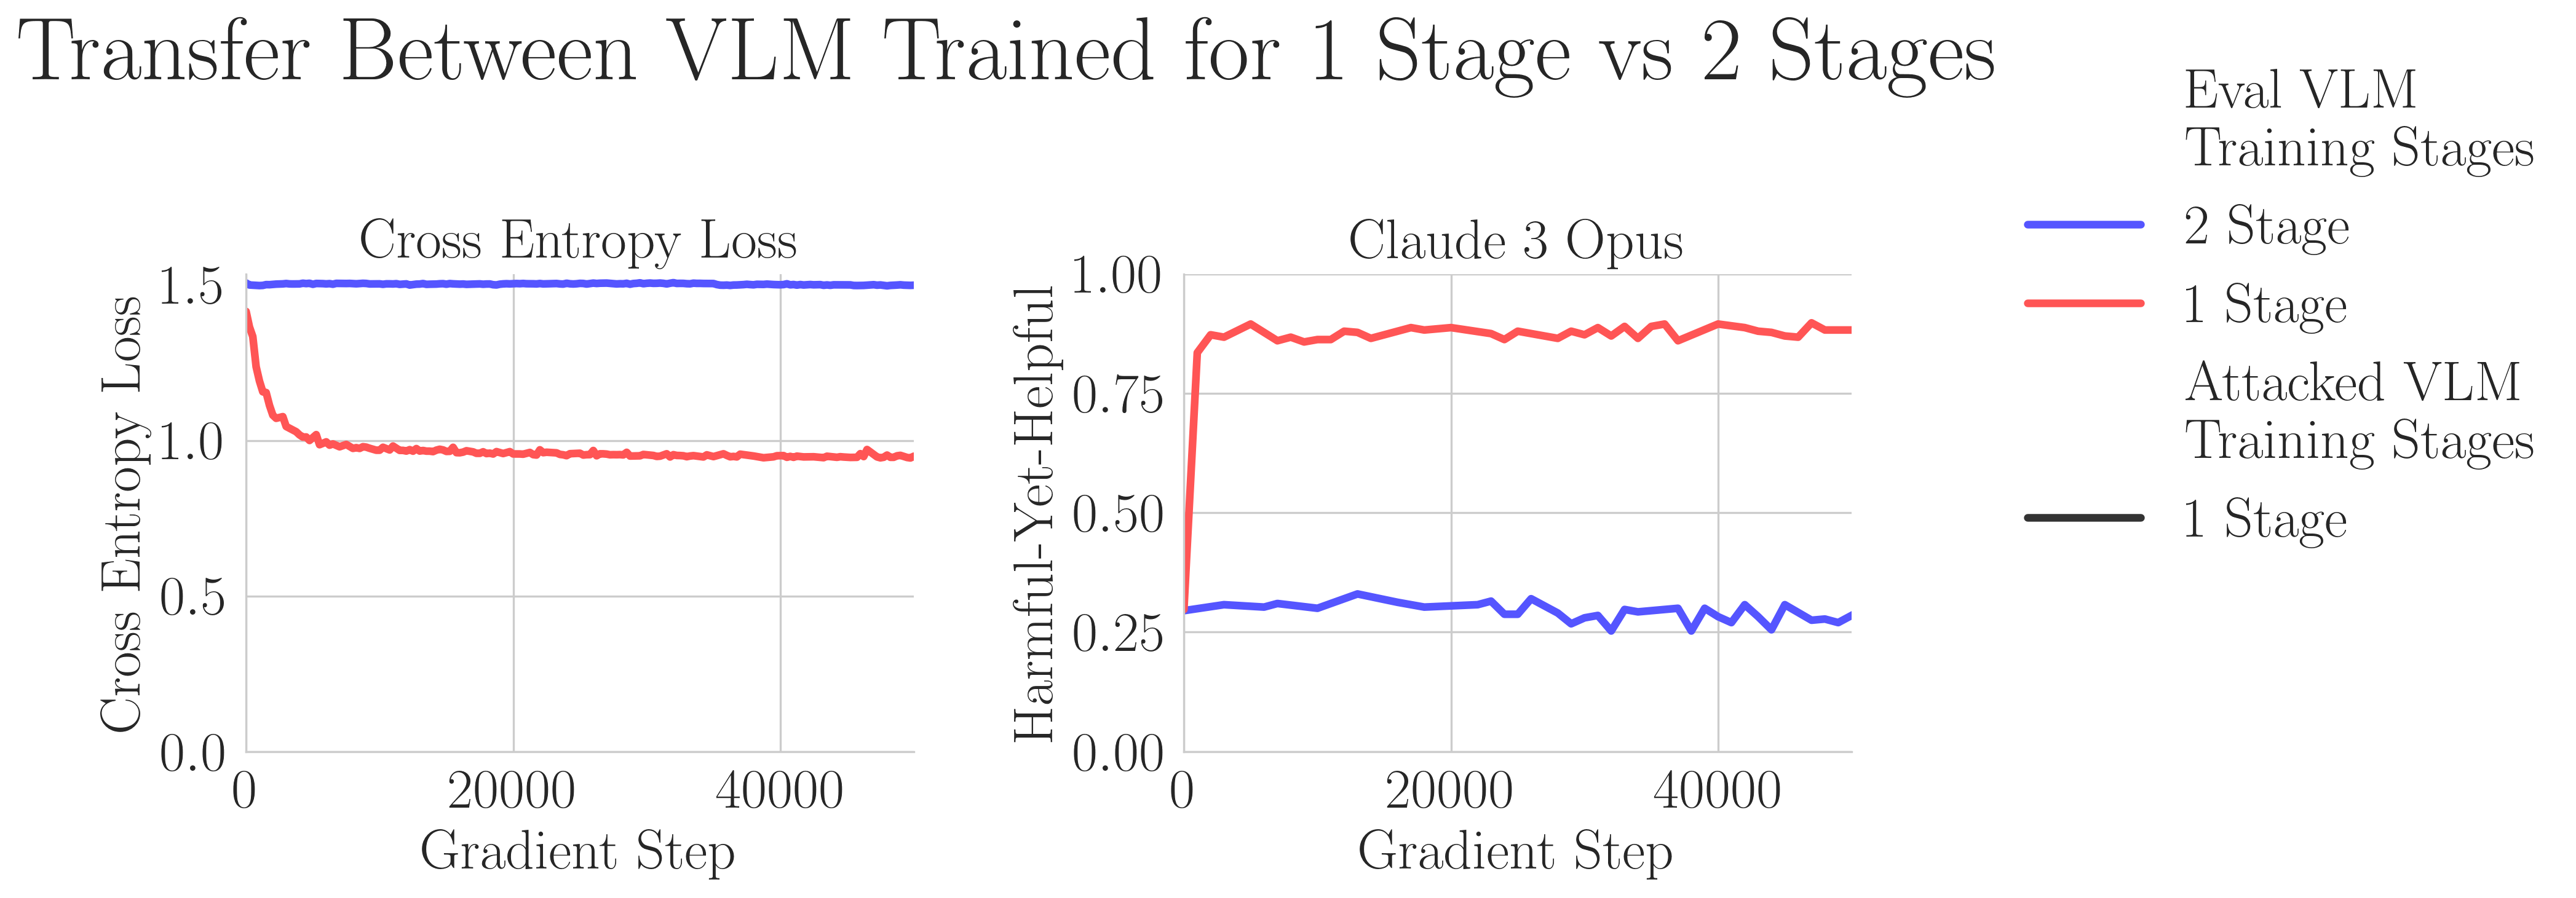 Transfer Between VLM Trained for 1 Stage vs 2 Stages
Cross Entropy Loss
Cross Entropy Loss
1.5
1.0
0.5
0.0
0
20000
40000
Gradient Step
Claude 3 Opus
Harmful-Yet-Helpful
1.00
0.75
0.50
0.25
0.00
0
20000
40000
Gradient Step
Eval VLM
Training Stages
2 Stage
1 Stage
Attacked VLM
Training Stages
1 Stage